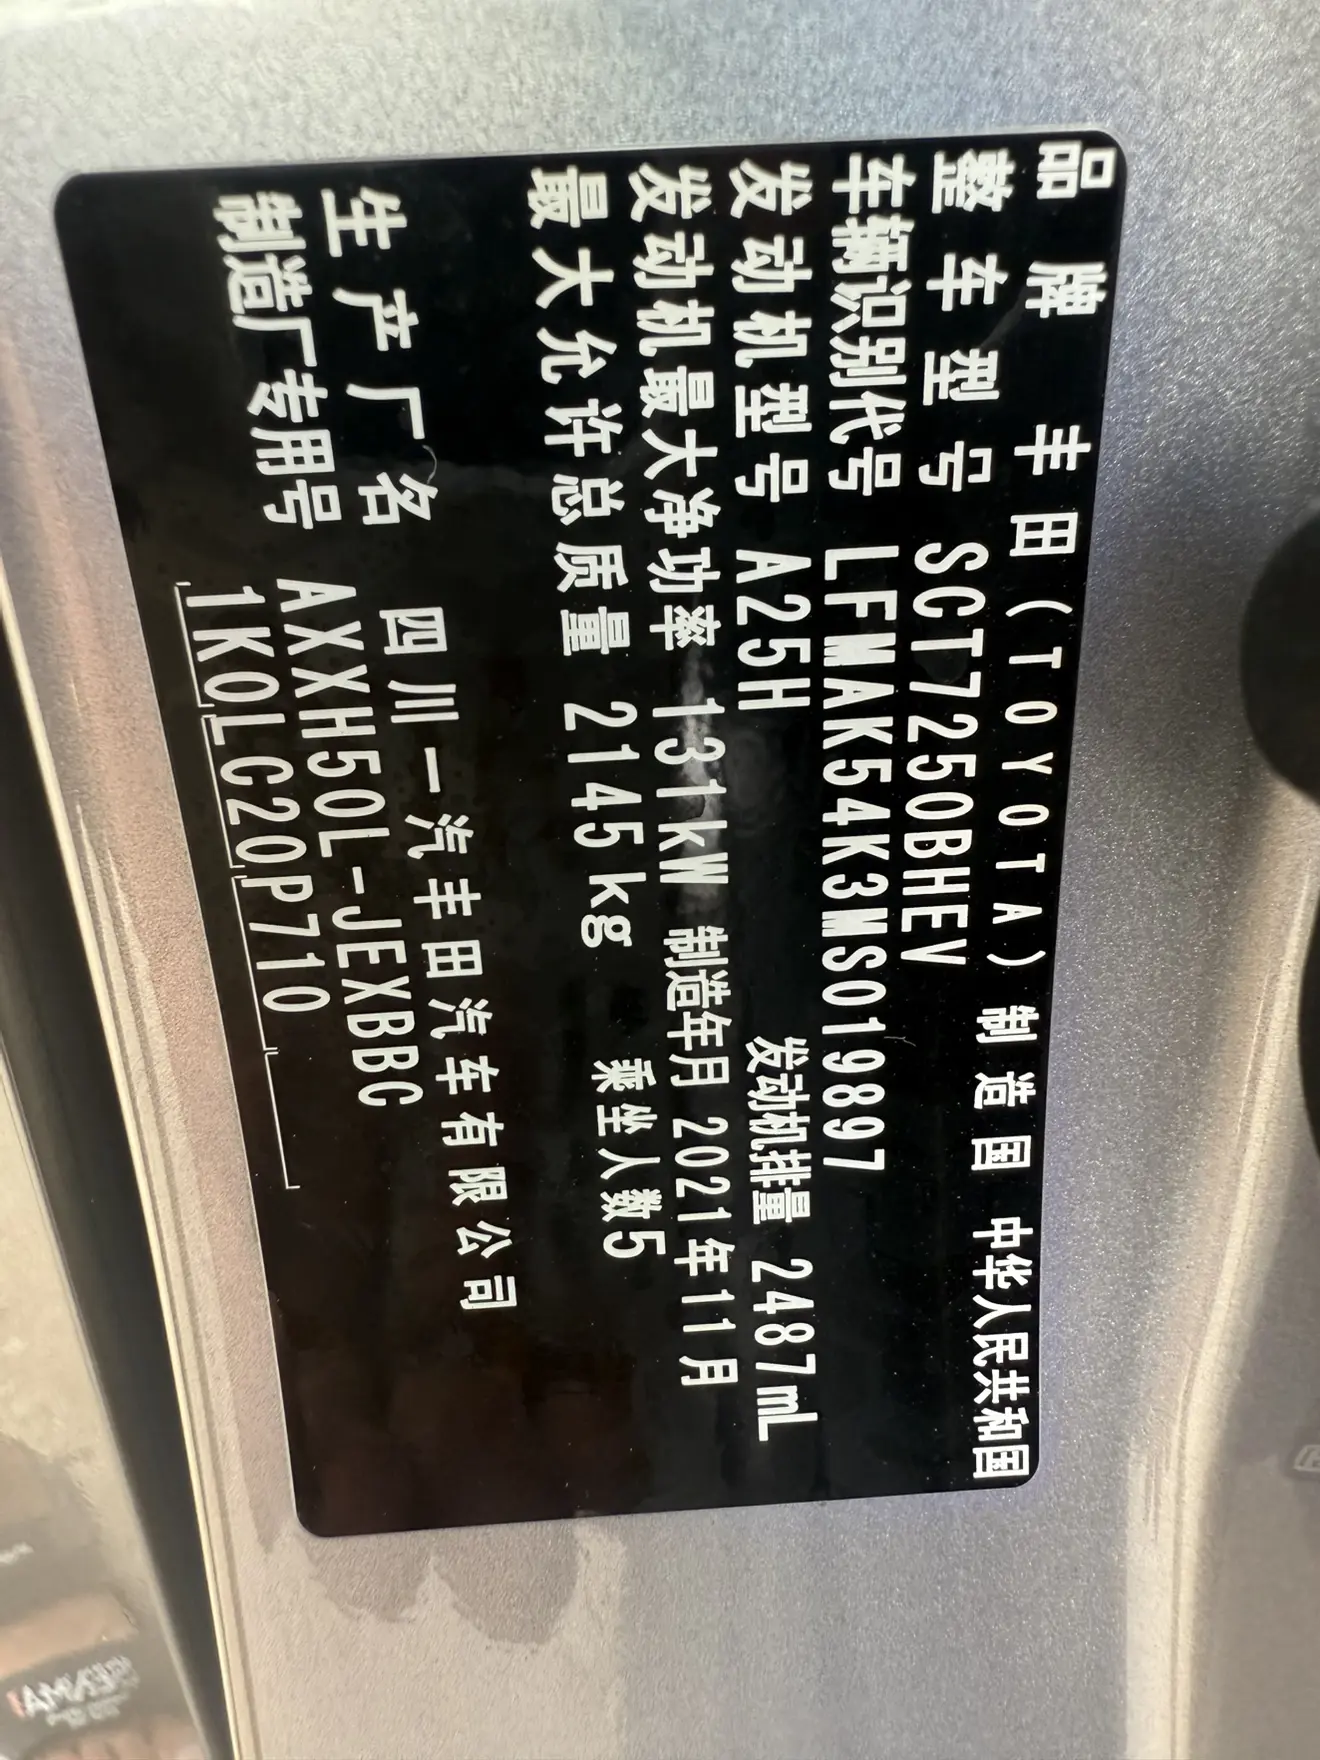 品牌 丰田(TOYOTA) 制造国 中华人民共和国
整车型号 SCT7250BHEV
车辆识别代号 LFMAK54K3MS019897
发动机型号 A25H 发动机排量 2487mL
发动机最大净功率 131kW 制造年月 2021年11月
最大允许总质量 2145kg 乘坐人数5
生产厂名 四川一汽丰田汽车有限公司
制造厂专用号 AXXH50L-JEXBBC
1K0LC20P710